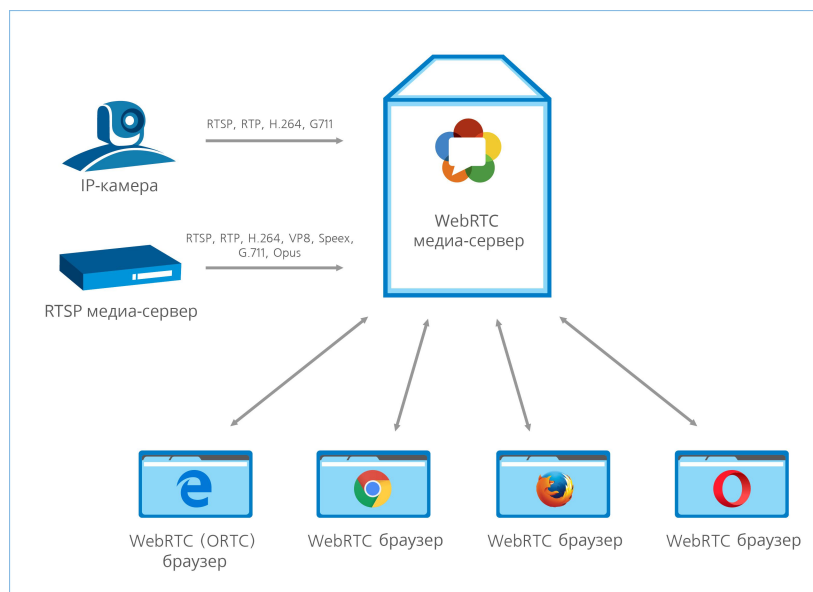 RTSP, RTP, H.264, G711
IP-камера
WebRTC
медиа-сервер
RTSP, RTP, H.264, VP8, Speex,
G.711, Opus
RTSP медиа-сервер
WebRTC (ORTC)
браузер
WebRTC браузер
WebRTC браузер
WebRTC браузер